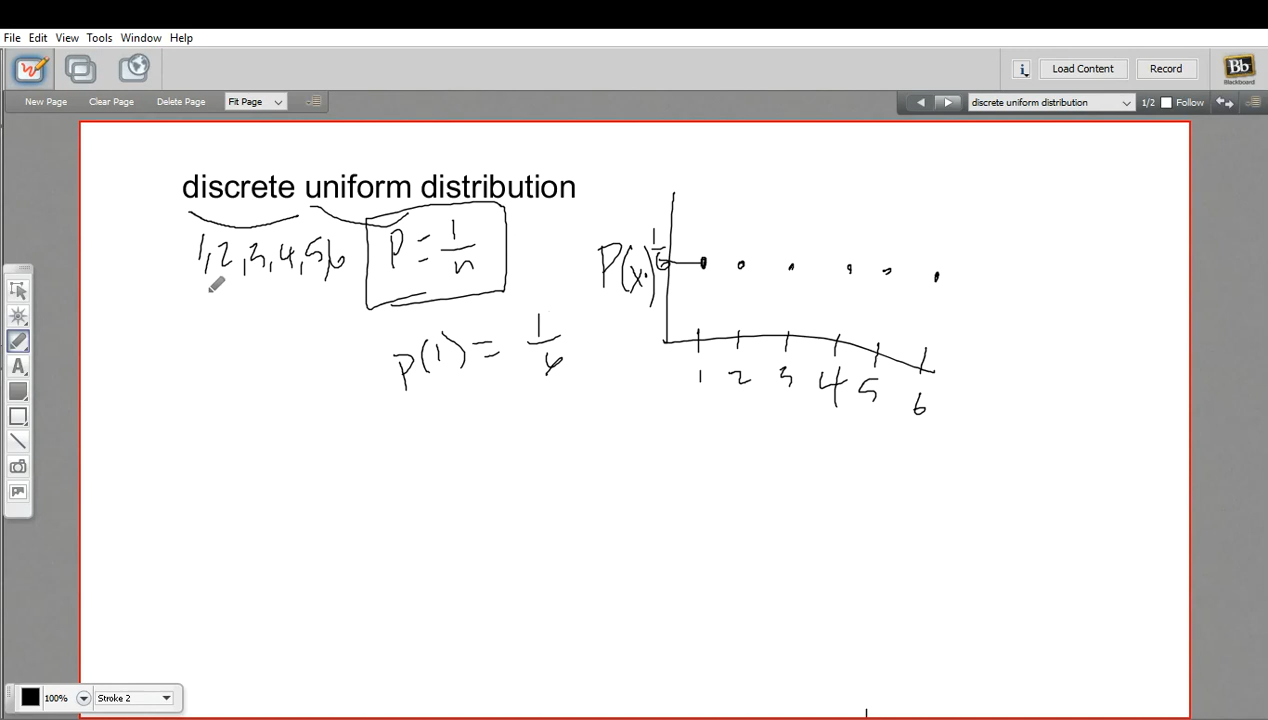 File Edit View Tools Window Help
Load Content Record Bb Blackboard
New Page Clear Page Delete Page Fit Page discrete uniform distribution 1/2 Follow
discrete uniform distribution
1,2,3,4,5,6
P = 1/n
P(1) = 1/6
P(x)
1/6
1 2 3 4 5 6
A
100% Stroke 2